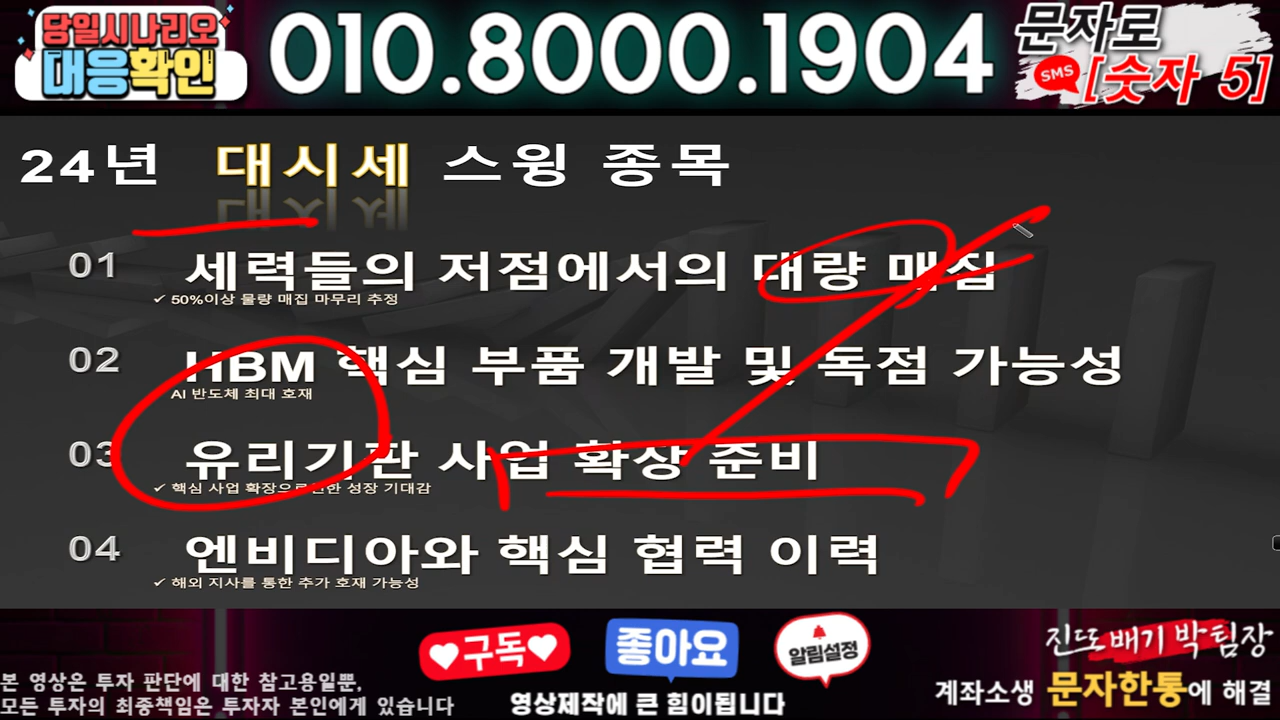 당일시나리오
대응확인
010.8000.1904
문자로
SMS
[숫자 5]
24년 대시세 스윙 종목
01 세력들의 저점에서의 대량 매집
✓ 50%이상 물량 매집 마무리 추정
02 HBM 핵심 부품 개발 및 독점 가능성
AI 반도체 최대 호재
03 유리기판 사업 확장 준비
✓ 핵심 사업 확장으로인한 성장 기대감
04 엔비디아와 핵심 협력 이력
✓ 해외 지사를 통한 추가 호재 가능성
구독
좋아요
알림설정
영상제작에 큰 힘이됩니다
본 영상은 투자 판단에 대한 참고용일뿐,
모든 투자의 최종책임은 투자자 본인에게 있습니다
진또배기 박팀장
계좌소생 문자한통에 해결